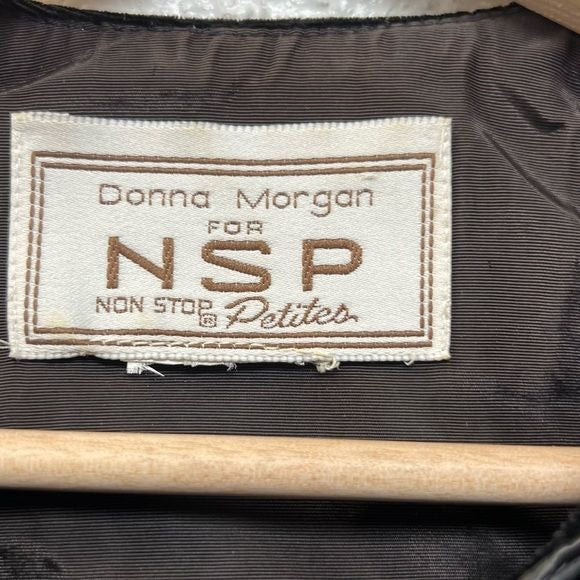 Donna Morgan
FOR
NSP
NON STOP® Petites